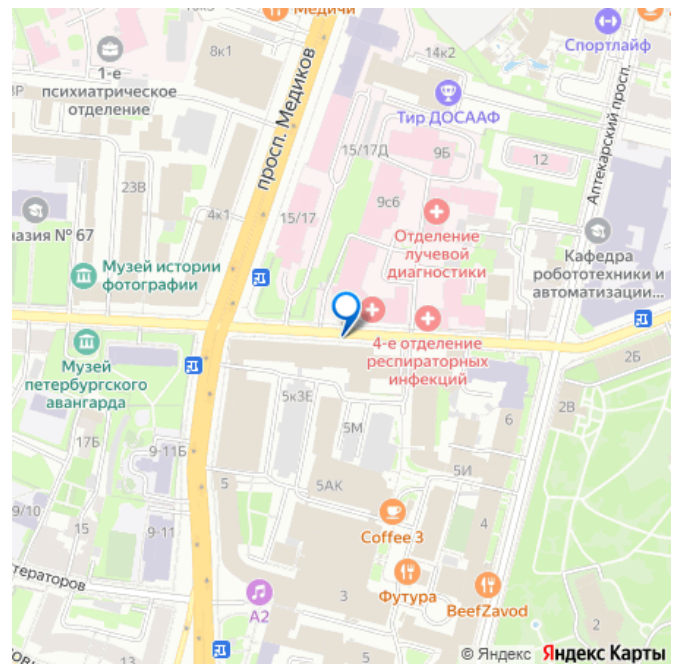 Медичи
8к1
14к2
Спортлайф
1-е
психиатрическое
отделение
просп. Медиков
Тир ДОСААФ
Аптекарский просп.
15/17Д
9Б
12
23В
9с6
4к1
15/17
Отделение
лучевой
диагностики
азия № 67
Кафедра
робототехники и
автоматизации...
Музей истории
фотографии
4-е отделение
респираторных
инфекций
Музей
петербургского
авангарда
2Б
5к3Е
2В
5М
6
17Б
9-11Б
5И
5
5АК
9/10
15
9-11
4
Coffee 3
тераторов
А2
3
Футура
BeefZavod
2
13
© Яндекс Яндекс Карты